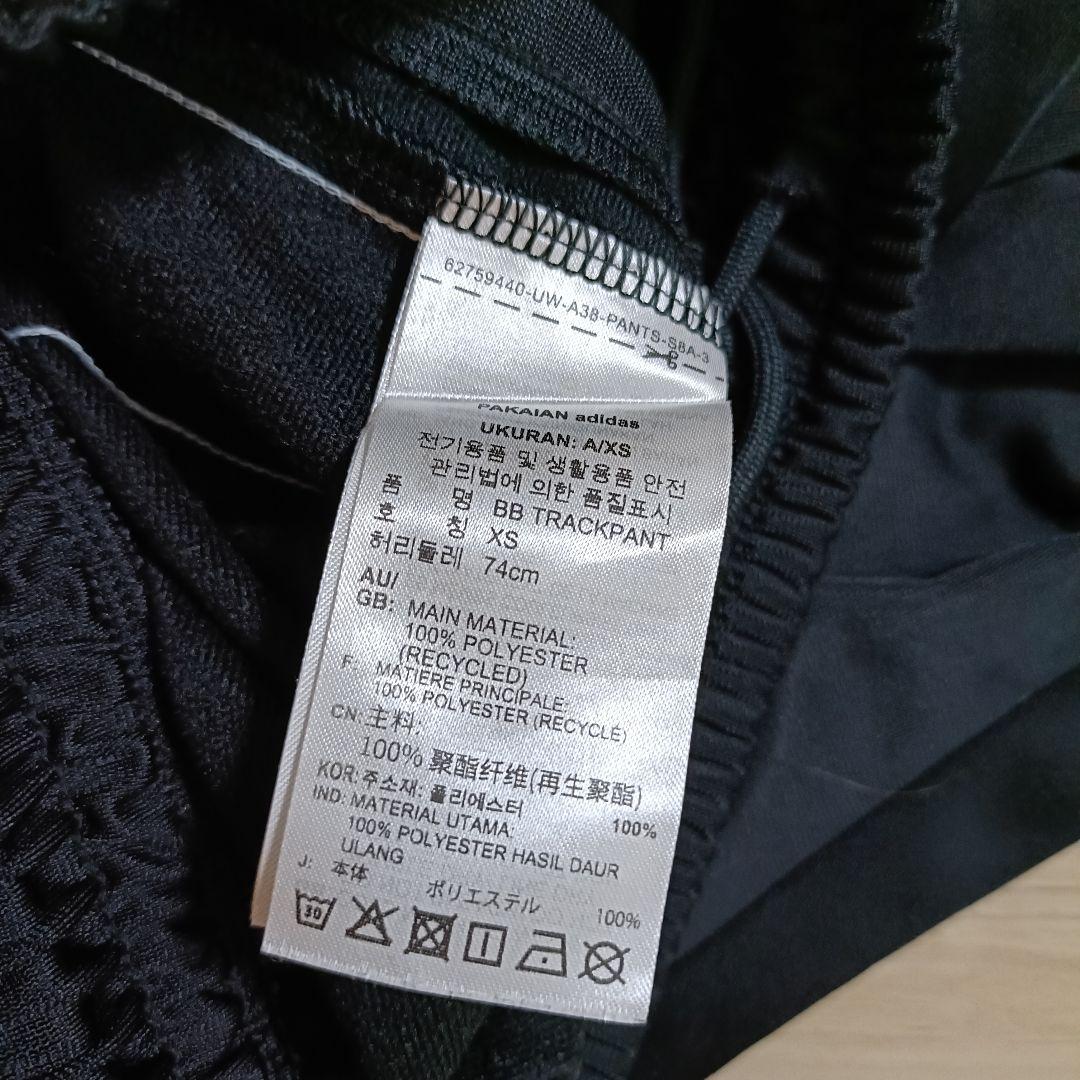 62759440-UW-A38-PANTS-S8A-3
PAKAIAN adidas
UKURAN: A/XS
전기용품 및 생활용품 안전
관리법에 의한 품질표시
품 명 BB TRACKPANT
호 칭 XS
허리둘레 74cm
AU/
GB: MAIN MATERIAL:
100% POLYESTER
(RECYCLED)
F: MATIERE PRINCIPALE:
100% POLYESTER (RECYCLE)
CN: 主料:
100% 聚酯纤维(再生聚酯)
KOR: 주소재: 폴리에스터 100%
IND: MATERIAL UTAMA:
100% POLYESTER HASIL DAUR
ULANG
J: 本体 ポリエステル 100%
30